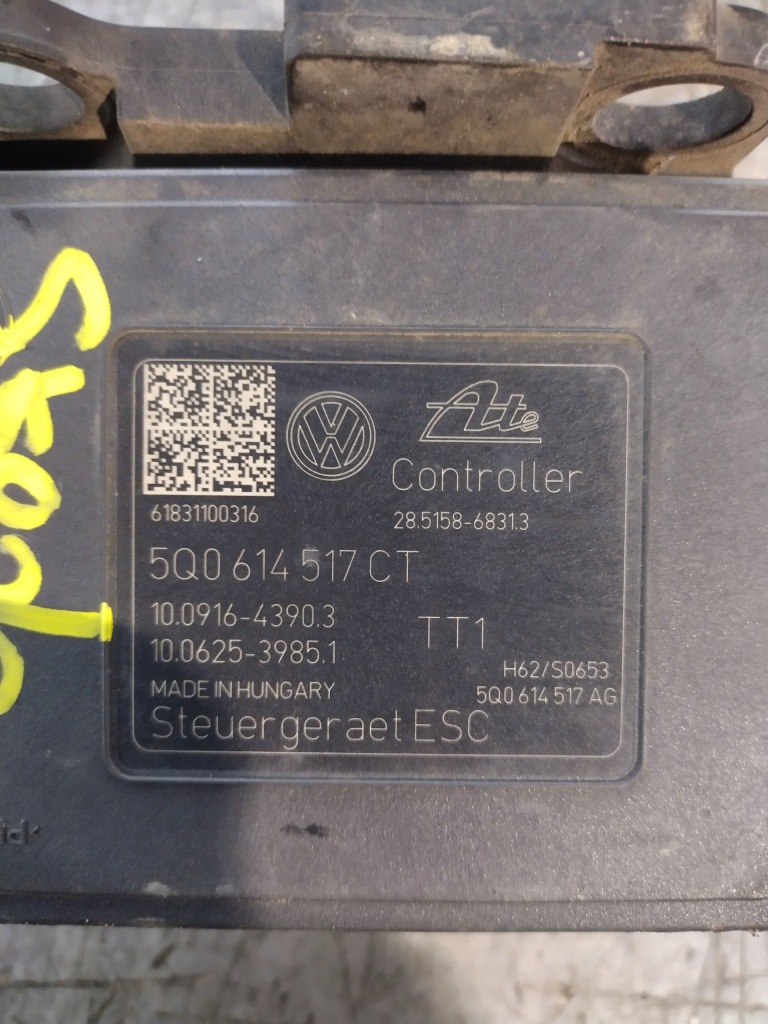 VW
Ate
Controller
61831100316
28.5158-6831.3
5Q0 614 517 CT
10.0916-4390.3
10.0625-3985.1
TT1
H62/S0653
MADE IN HUNGARY
5Q0 614 517 AG
Steuergeraet ESC